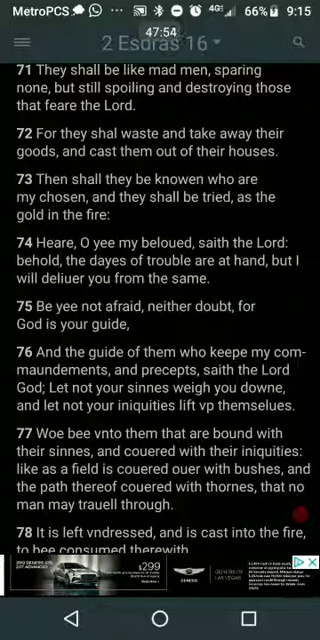 MetroPCS ... 4G 66% 9:15
47:54
2 Esdras 16
71 They shall be like mad men, sparing
none, but still spoiling and destroying those
that feare the Lord.
72 For they shal waste and take away their
goods, and cast them out of their houses.
73 Then shall they be knowen who are
my chosen, and they shall be tried, as the
gold in the fire:
74 Heare, O yee my beloued, saith the Lord:
behold, the dayes of trouble are at hand, but I
will deliuer you from the same.
75 Be yee not afraid, neither doubt, for
God is your guide,
76 And the guide of them who keepe my com-
maundements, and precepts, saith the Lord
God; Let not your sinnes weigh you downe,
and let not your iniquities lift vp themselues.
77 Woe bee vnto them that are bound with
their sinnes, and couered with their iniquities:
like as a field is couered ouer with bushes, and
the path thereof couered with thornes, that no
man may trauell through.
78 It is left vndressed, and is cast into the fire,
to bee consumed therewith.
$299
GENESIS